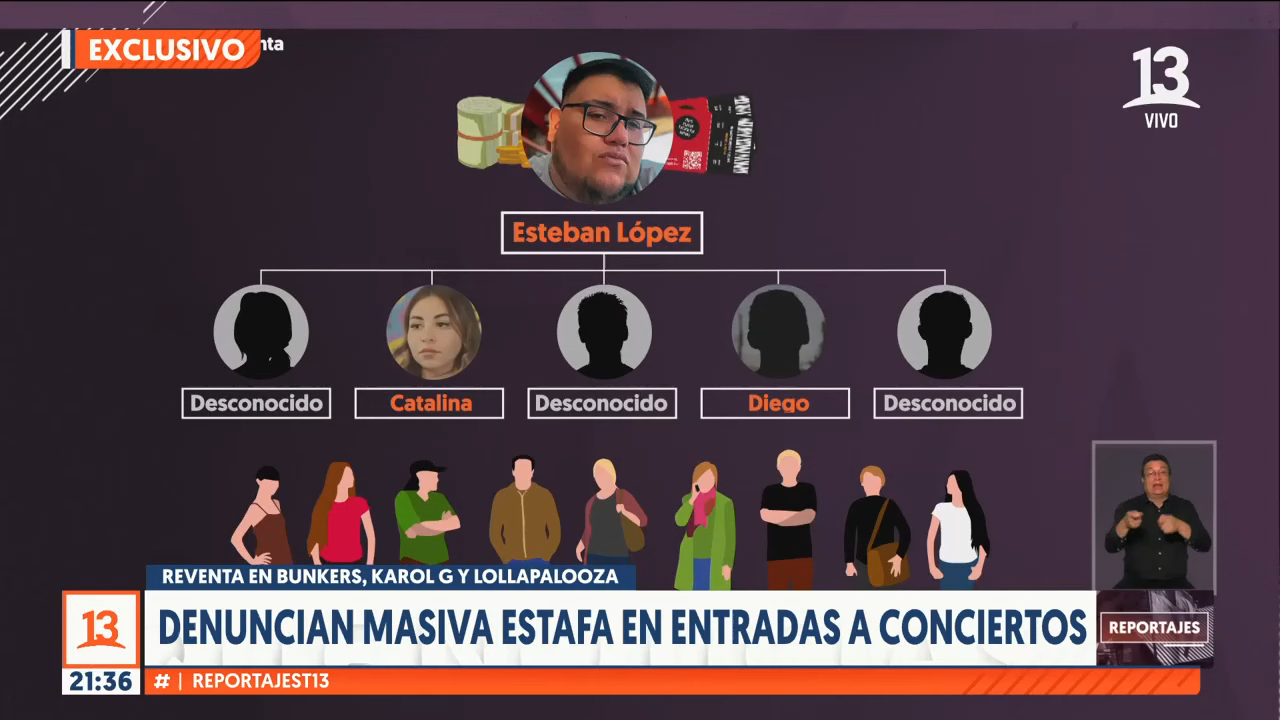 EXCLUSIVO
nta
13
VIVO
Esteban López
Desconocido
Catalina
Desconocido
Diego
Desconocido
REVENTA EN BUNKERS, KAROL G Y LOLLAPALOOZA
13
DENUNCIAN MASIVA ESTAFA EN ENTRADAS A CONCIERTOS
REPORTAJES
21:36
# | REPORTAJEST13